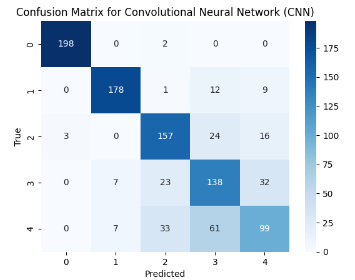 Confusion Matrix for Convolutional Neural Network (CNN)
0 198 0 2 0 0
1 0 178 1 12 9
2 3 0 157 24 16
3 0 7 23 138 32
4 0 7 33 61 99
0 1 2 3 4
True
Predicted
175
150
125
100
75
50
25
0